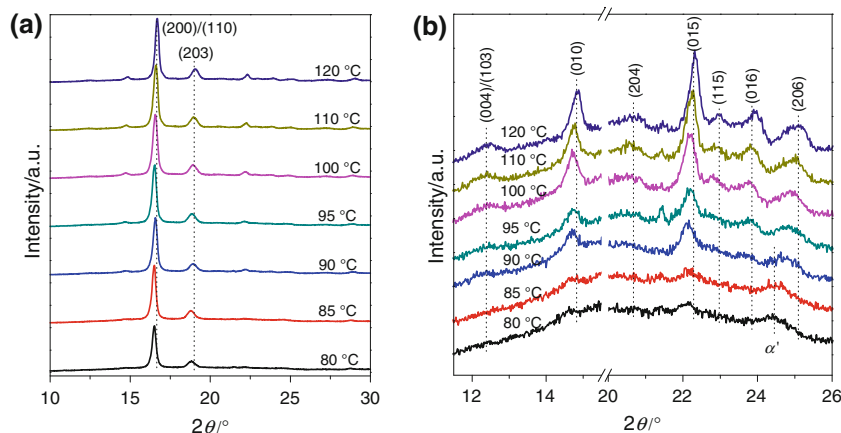 (a)
(200)/(110)
(203)
120 °C
110 °C
100 °C
95 °C
90 °C
85 °C
80 °C
Intensity/a.u.
10 15 20 25 30
2θ/°
(b)
(004)/(103)
(010)
(204)
(015)
(115)
(016)
(206)
120 °C
110 °C
100 °C
95 °C
90 °C
85 °C
80 °C
α'
Intensity/a.u.
12 14 20 22 24 26
2θ/°